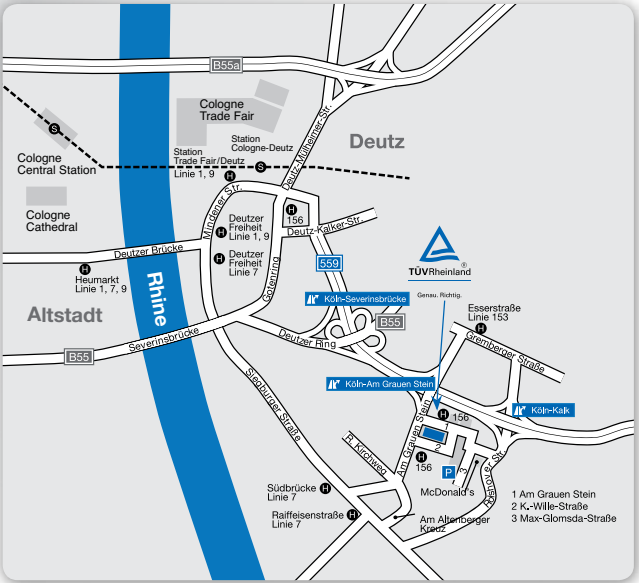 B55a
Cologne
Trade Fair
Deutz-Mülheimer-Str.
Deutz
S
Cologne
Central Station
Station
Trade Fair/Deutz
H
Linie 1, 9
Station
Cologne-Deutz
S
Cologne
Cathedral
Mindener Str.
H
Deutzer
Freiheit
Linie 1, 9
H
156
Deutz-Kalker-Str.
Deutzer Brücke
H
Heumarkt
Linie 1, 7, 9
H
Deutzer
Freiheit
Linie 7
Gotenring
559
TÜVRheinland
®
Genau. Richtig.
Altstadt
Rhine
Köln-Severinsbrücke
B55
Esserstraße
Linie 153
H
Gremberger Straße
B55
Severinsbrücke
Deutzer Ring
Siegburger Straße
Köln-Am Grauen Stein
Köln-Kalk
Am Grauen Stein
H
156
1
2
3
H
156
P
McDonald's
R. Kirchweg
Südbrücke
Linie 7
H
Raiffeisenstraße
Linie 7
H
Am Altenberger
Kreuz
1 Am Grauen Stein
2 K.-Wille-Straße
3 Max-Glomsda-Straße